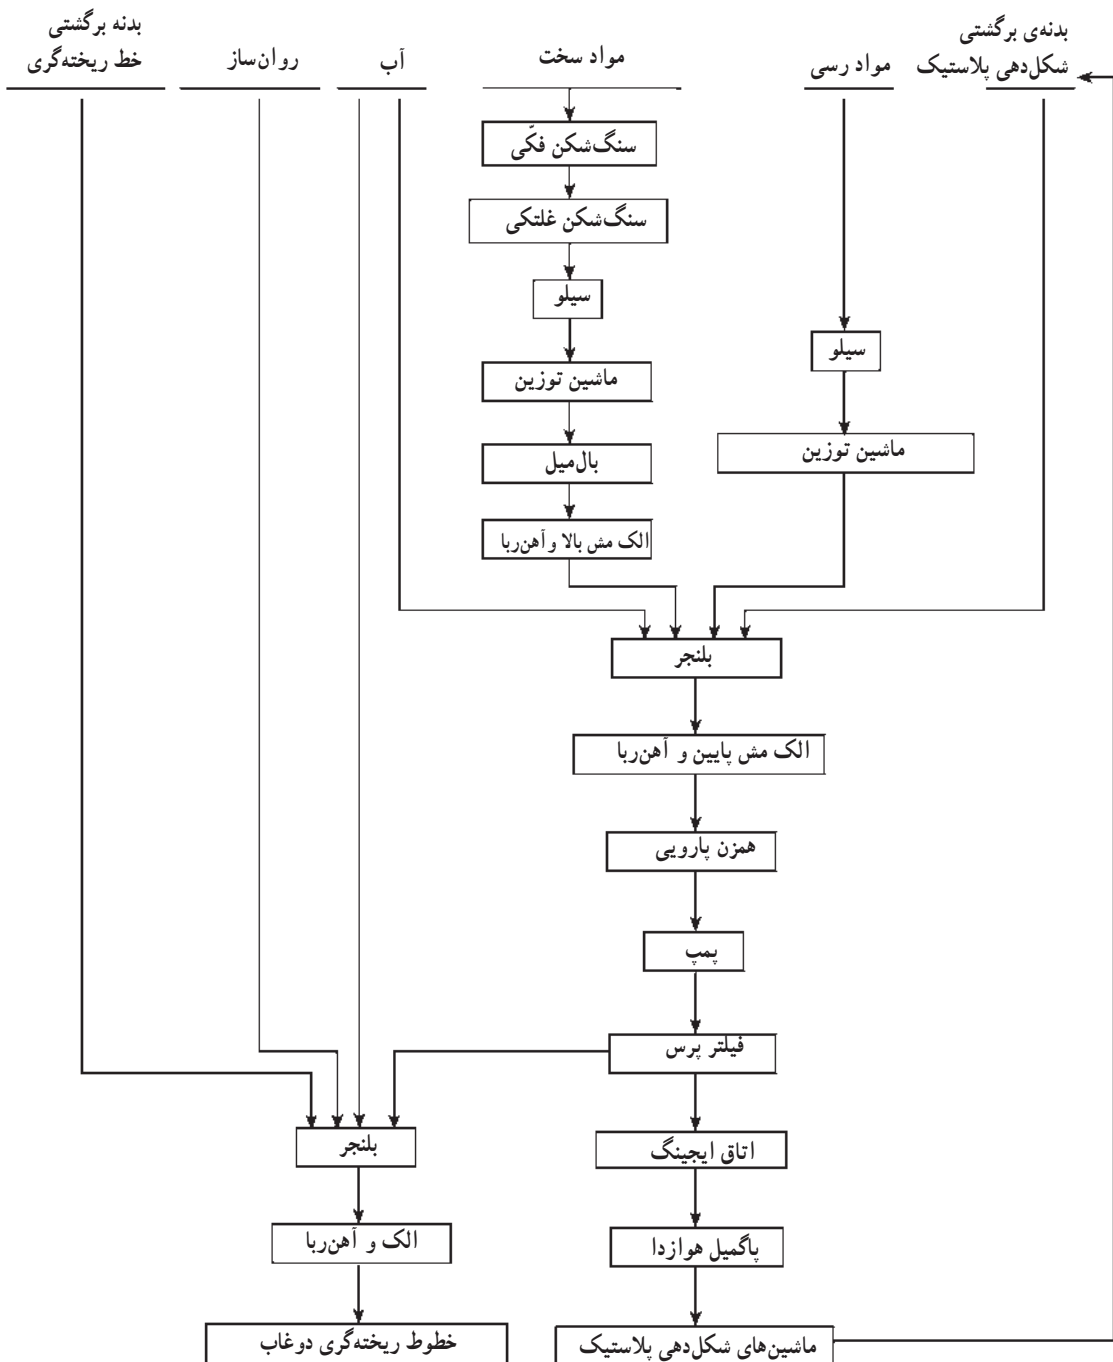 بدنه‌ی برگشتی
شکل‌دهی پلاستیک
مواد رسی
مواد سخت
آب
روان‌ساز
بدنه برگشتی
خط ریخته‌گری
سنگ‌شکن فکّی
سنگ‌شکن غلتکی
سیلو
ماشین توزین
بال‌میل
الک مش بالا و آهن‌ربا
سیلو
ماشین توزین
بلنجر
الک مش پایین و آهن‌ربا
همزن پارویی
پمپ
فیلتر پرس
اتاق ایجینگ
پاگمیل هوازدا
ماشین‌های شکل‌دهی پلاستیک
بلنجر
الک و آهن‌ربا
خطوط ریخته‌گری دوغاب